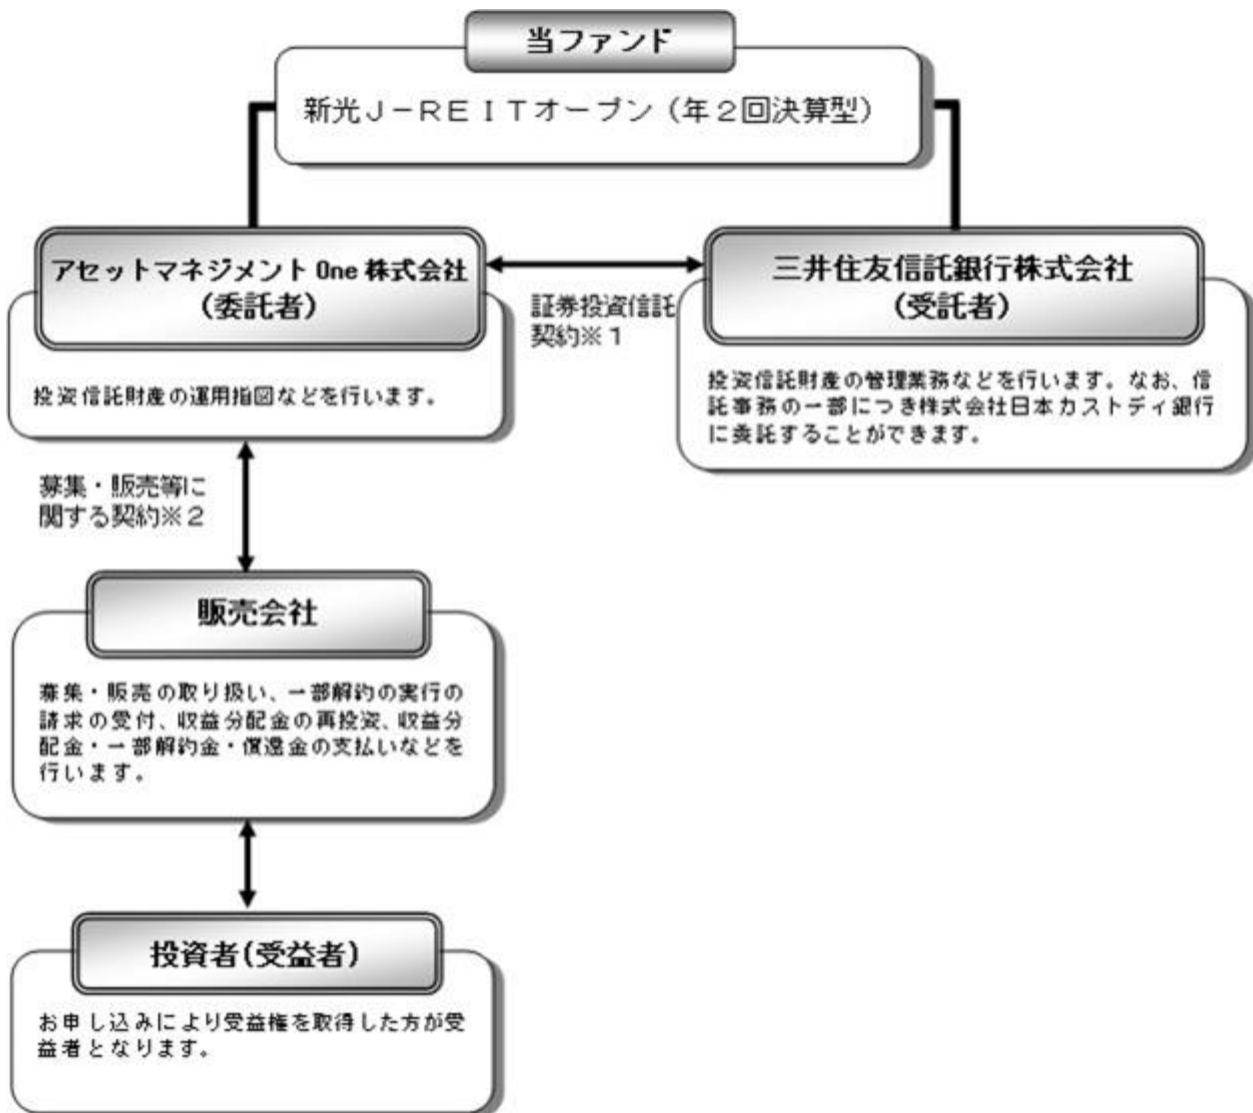 当ファンド
新光J－REITオープン（年２回決算型）
アセットマネジメント One 株式会社
（委託者）
投資信託財産の運用指図などを行います。
証券投資信託
契約※１
三井住友信託銀行株式会社
（受託者）
投資信託財産の管理業務などを行います。なお、信
託事務の一部につき株式会社日本カストディ銀行
に委託することができます。
募集・販売等に
関する契約※２
販売会社
募集・販売の取り扱い、一部解約の実行の
請求の受付、収益分配金の再投資、収益分
配金・一部解約金・償還金の支払いなどを
行います。
投資者（受益者）
お申し込みにより受益権を取得した方が受
益者となります。